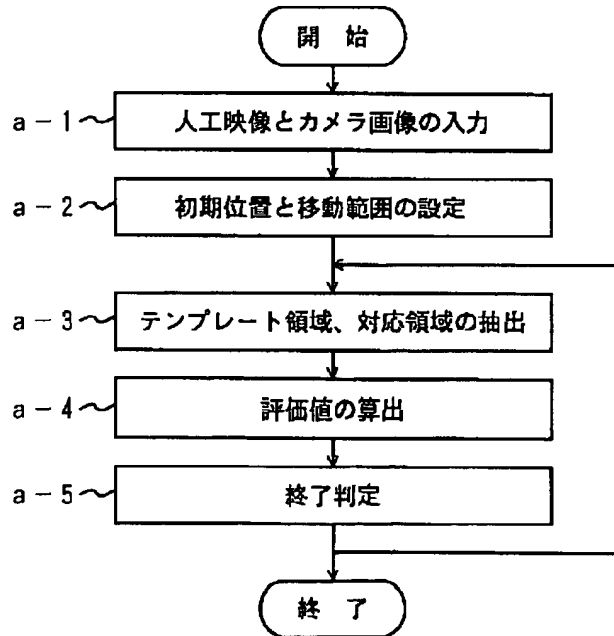 開 始
a-1 人工映像とカメラ画像の入力
a-2 初期位置と移動範囲の設定
a-3 テンプレート領域、対応領域の抽出
a-4 評価値の算出
a-5 終了判定
終 了